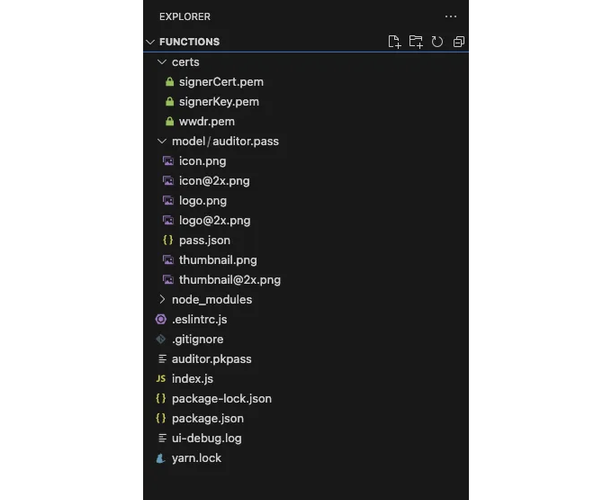 EXPLORER
FUNCTIONS
certs
signerCert.pem
signerKey.pem
wwdr.pem
model/auditor.pass
icon.png
icon@2x.png
logo.png
logo@2x.png
{} pass.json
thumbnail.png
thumbnail@2x.png
node_modules
.eslintrc.js
.gitignore
auditor.pkpass
JS index.js
{} package-lock.json
{} package.json
ui-debug.log
yarn.lock